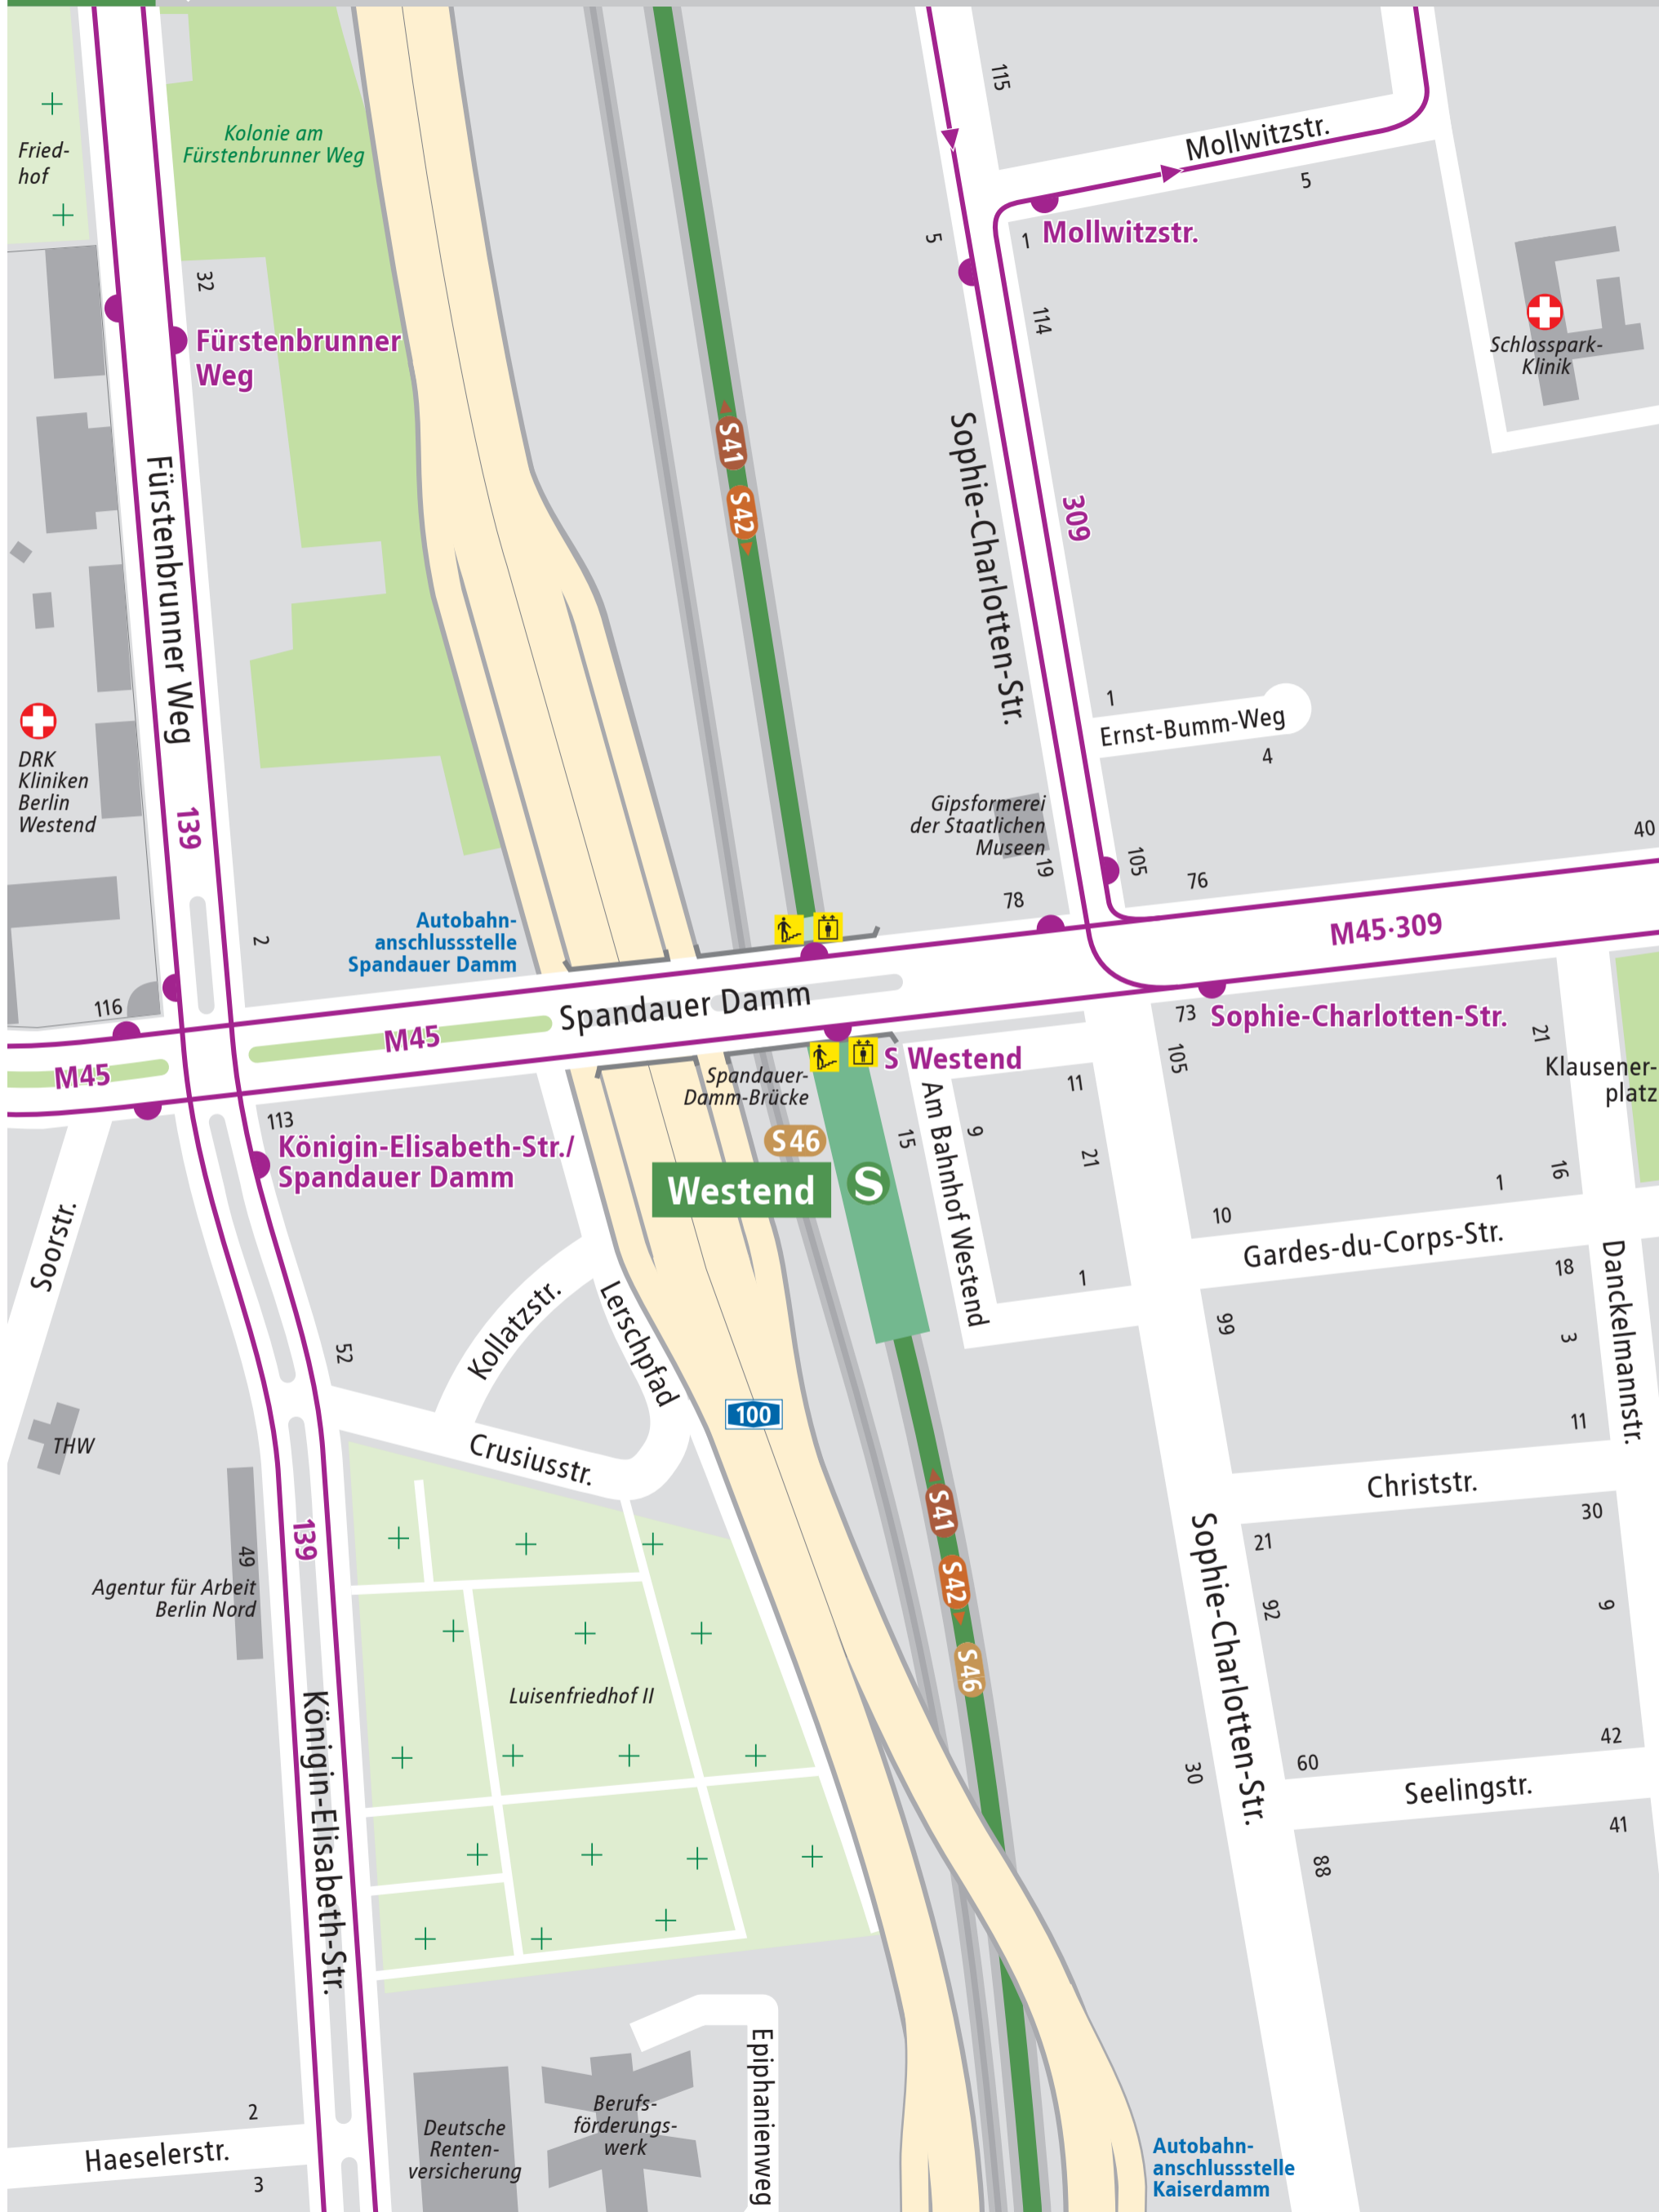 115
Kolonie am
Fürstenbrunner Weg
Fried-
hof
Mollwitzstr.
5
5
1
Mollwitzstr.
32
114
Fürstenbrunner
Weg
Schlosspark-
Klinik
S41
S42
Sophie-Charlotten-Str.
309
Fürstenbrunner Weg
1
Ernst-Bumm-Weg
4
DRK
Kliniken
Berlin
Westend
139
Gipsformerei
der Staatlichen
Museen
19
105
76
40
78
2
Autobahn-
anschlussstelle
Spandauer Damm
M45·309
116
Spandauer Damm
M45
M45
73
Sophie-Charlotten-Str.
21
105
Klausener-
platz
S Westend
Spandauer-
Damm-Brücke
11
113
Königin-Elisabeth-Str./
Spandauer Damm
S46
15
Am Bahnhof Westend
9
21
Westend
S
1
16
10
Gardes-du-Corps-Str.
18
Soorstr.
1
Danckelmannstr.
Kollatzstr.
Lerschpfad
52
99
3
100
11
THW
Crusiusstr.
Christstr.
30
S41
S42
S46
21
92
9
139
49
Agentur für Arbeit
Berlin Nord
Sophie-Charlotten-Str.
Luisenfriedhof II
Königin-Elisabeth-Str.
30
60
42
Seelingstr.
41
88
Epiphanienweg
2
Haeselerstr.
3
Deutsche
Renten-
versicherung
Berufs-
förderungs-
werk
Autobahn-
anschlussstelle
Kaiserdamm